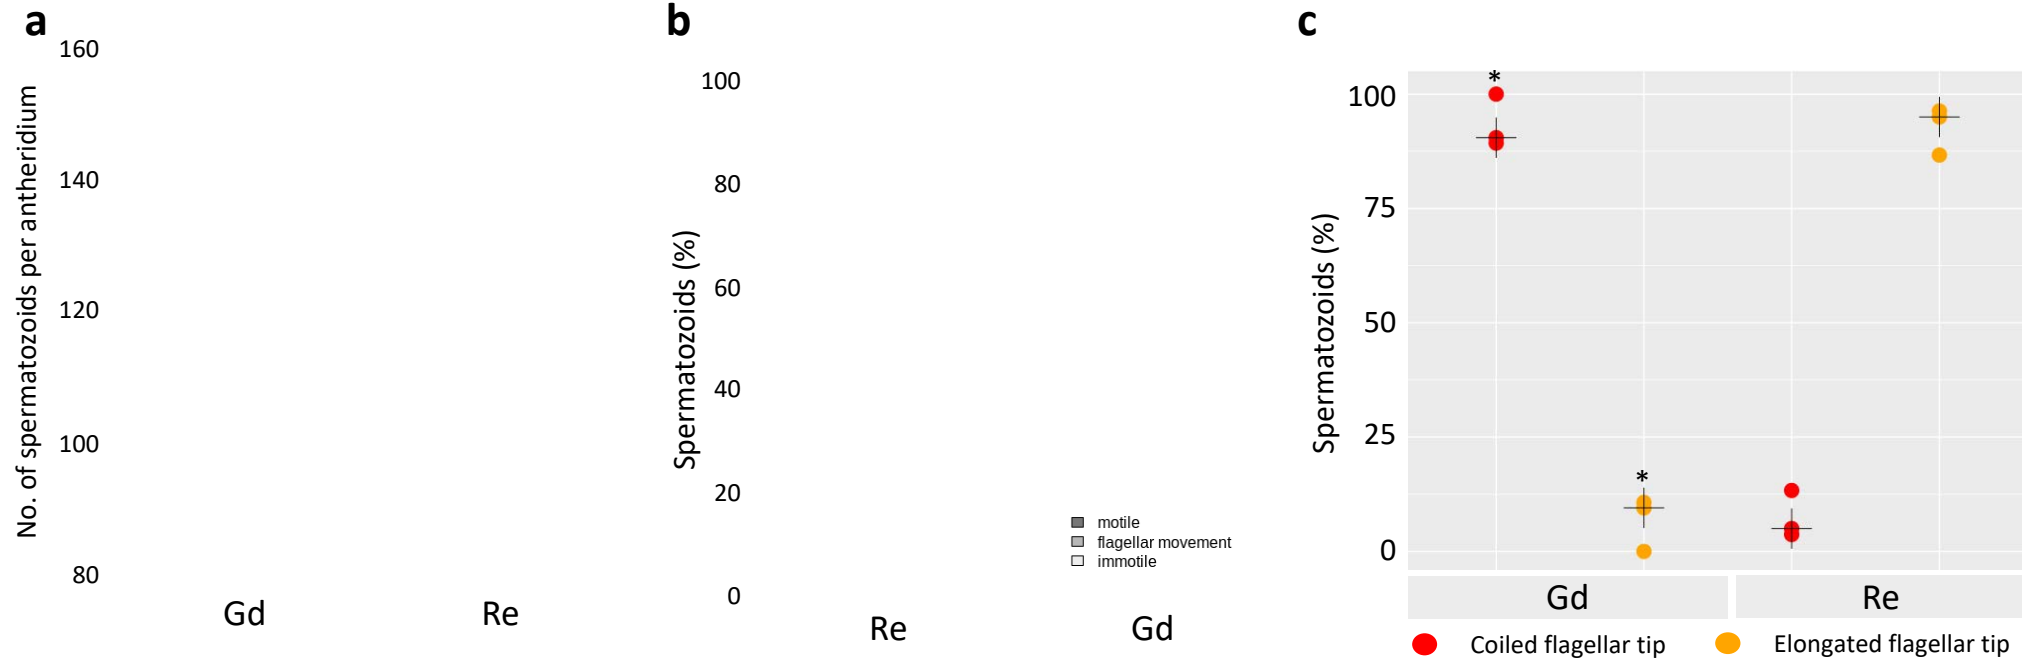 a
No. of spermatozoids per antheridium
160
140
120
100
80
Gd Re
b
Spermatozoids (%)
100
80
60
40
20
0
motile
flagellar movement
immotile
Re Gd
c
Spermatozoids (%)
100
75
50
25
0
*
*
Gd Re
Coiled flagellar tip Elongated flagellar tip